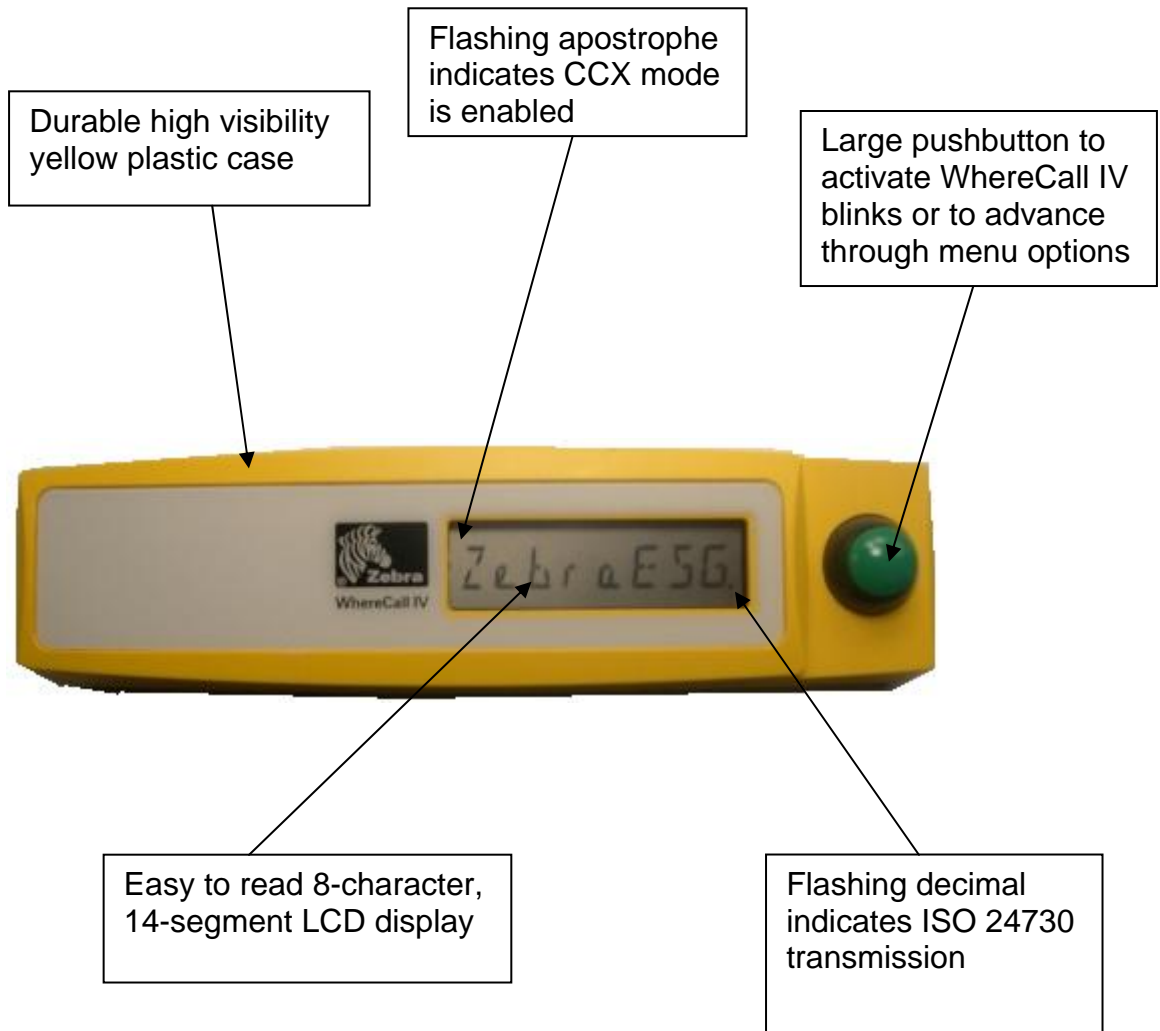 Flashing apostrophe
indicates CCX mode
is enabled
Durable high visibility
yellow plastic case
Large pushbutton to
activate WhereCall IV
blinks or to advance
through menu options
Zebra
WhereCall IV
ZebraESG.
Easy to read 8-character,
14-segment LCD display
Flashing decimal
indicates ISO 24730
transmission